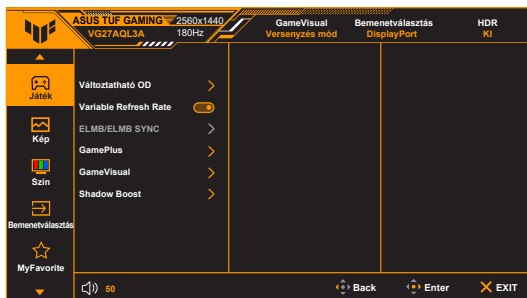 ASUS TUF GAMING
VG27AQL3A
2560x1440
180Hz
GameVisual
Versenyzés mód
Bemenetválasztás
DisplayPort
HDR
KI
Játék
Kép
Szín
Bemenetválasztás
MyFavorite
Változtatható OD
Variable Refresh Rate
ELMB/ELMB SYNC
GamePlus
GameVisual
Shadow Boost
50
Back
Enter
EXIT